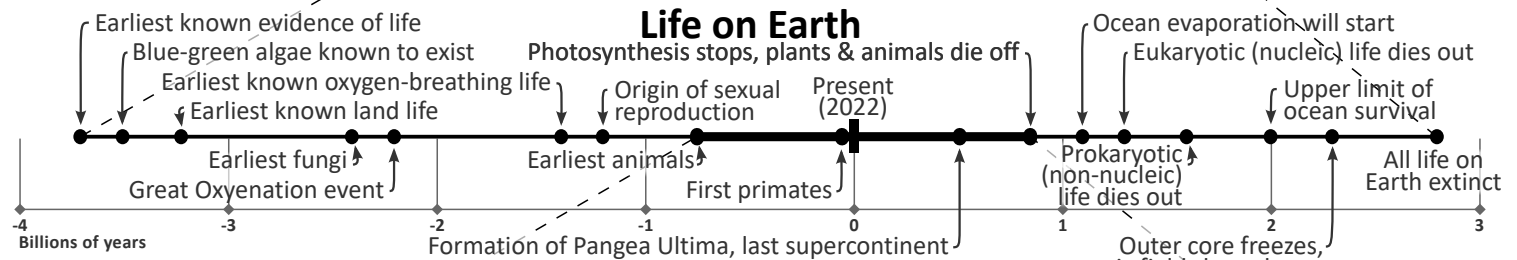 Life on Earth
Earliest known evidence of life
Blue-green algae known to exist
Earliest known oxygen-breathing life
Earliest known land life
Origin of sexual
reproduction
Photosynthesis stops, plants & animals die off
Present
(2022)
Ocean evaporation will start
Eukaryotic (nucleic) life dies out
Upper limit of
ocean survival
Earliest fungi
Great Oxyenation event
Earliest animals
First primates
Prokaryotic
(non-nucleic)
life dies out
All life on
Earth extinct
-4 -3 -2 -1 0 1 2 3
Billions of years
Formation of Pangea Ultima, last supercontinent
Outer core freezes,